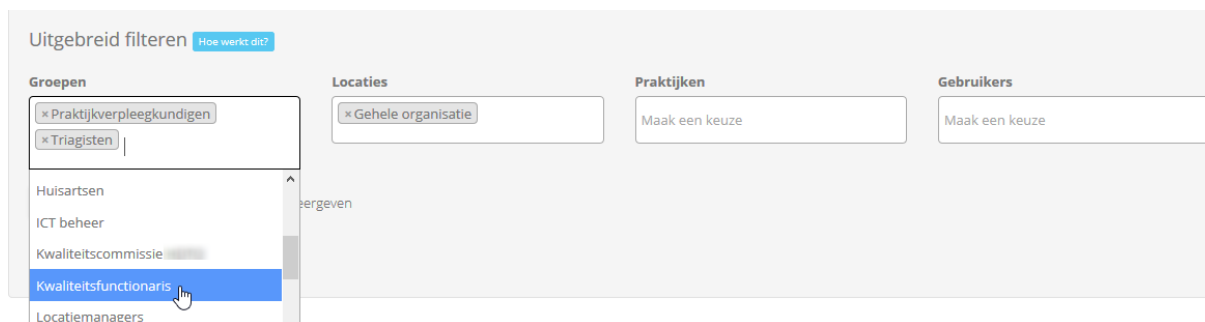 Uitgebreid filteren Hoe werkt dit?
Groepen Locaties Praktijken Gebruikers
×Praktijkverpleegkundigen ×Gehele organisatie Maak een keuze Maak een keuze
×Triagisten
Huisartsen
eergeven
ICT beheer
Kwaliteitscommissie
Kwaliteitsfunctionaris
Locatiemanagers